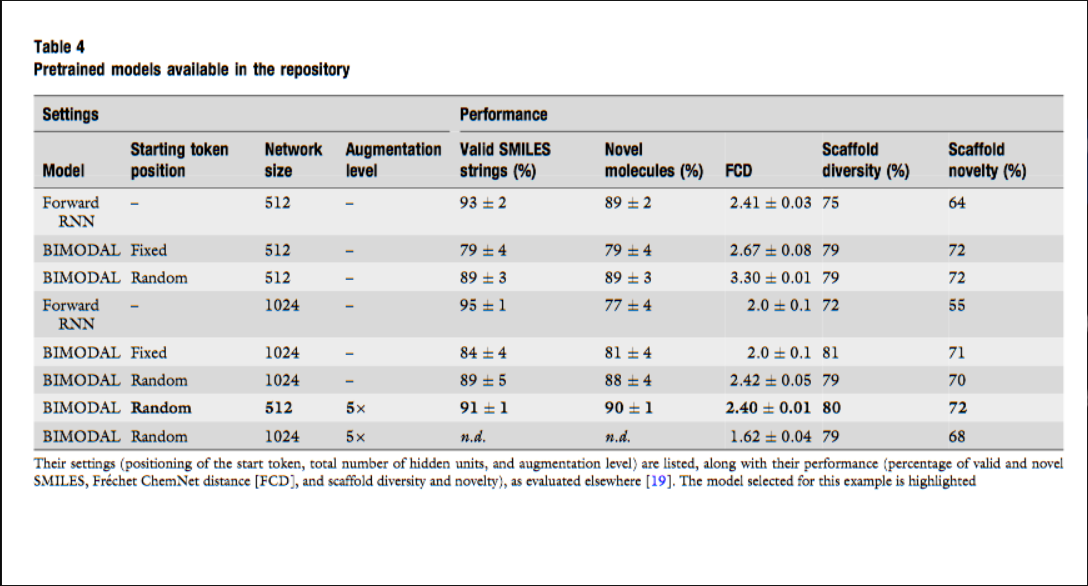 Table 4
Pretrained models available in the repository
Settings Performance
Model Starting token position Network size Augmentation level Valid SMILES strings (%) Novel molecules (%) FCD Scaffold diversity (%) Scaffold novelty (%)
Forward RNN – 512 – 93 ± 2 89 ± 2 2.41 ± 0.03 75 64
BIMODAL Fixed 512 – 79 ± 4 79 ± 4 2.67 ± 0.08 79 72
BIMODAL Random 512 – 89 ± 3 89 ± 3 3.30 ± 0.01 79 72
Forward RNN – 1024 – 95 ± 1 77 ± 4 2.0 ± 0.1 72 55
BIMODAL Fixed 1024 – 84 ± 4 81 ± 4 2.0 ± 0.1 81 71
BIMODAL Random 1024 – 89 ± 5 88 ± 4 2.42 ± 0.05 79 70
BIMODAL Random 512 5× 91 ± 1 90 ± 1 2.40 ± 0.01 80 72
BIMODAL Random 1024 5× n.d. n.d. 1.62 ± 0.04 79 68
Their settings (positioning of the start token, total number of hidden units, and augmentation level) are listed, along with their performance (percentage of valid and novel
SMILES, Fréchet ChemNet distance [FCD], and scaffold diversity and novelty), as evaluated elsewhere [19]. The model selected for this example is highlighted